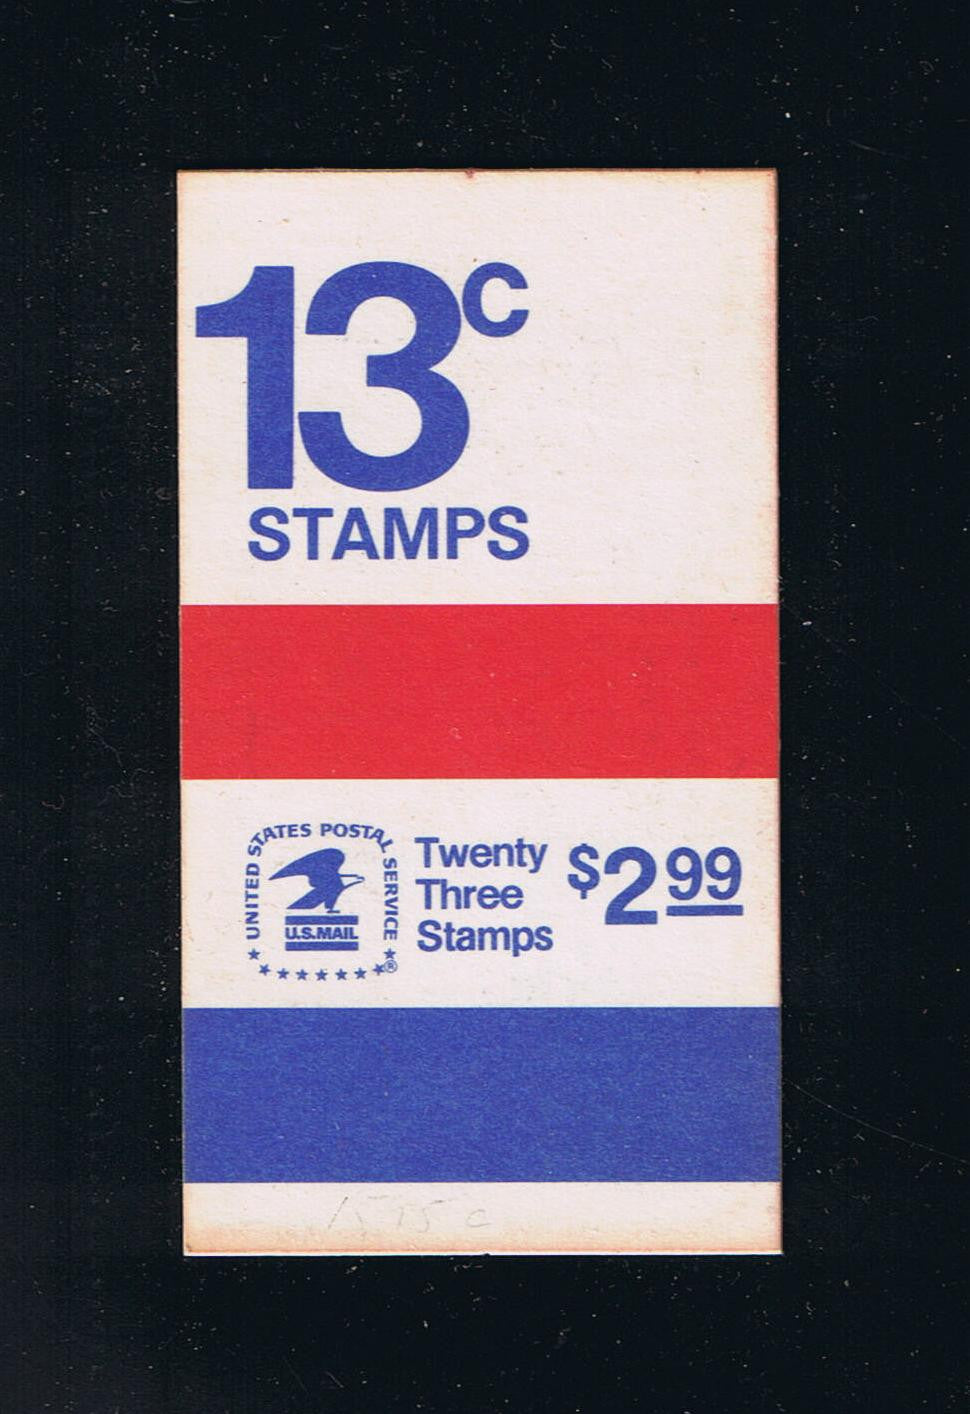 13c
STAMPS
UNITED STATES POSTAL SERVICE
U.S.MAIL
®
Twenty
Three
Stamps
$2.99